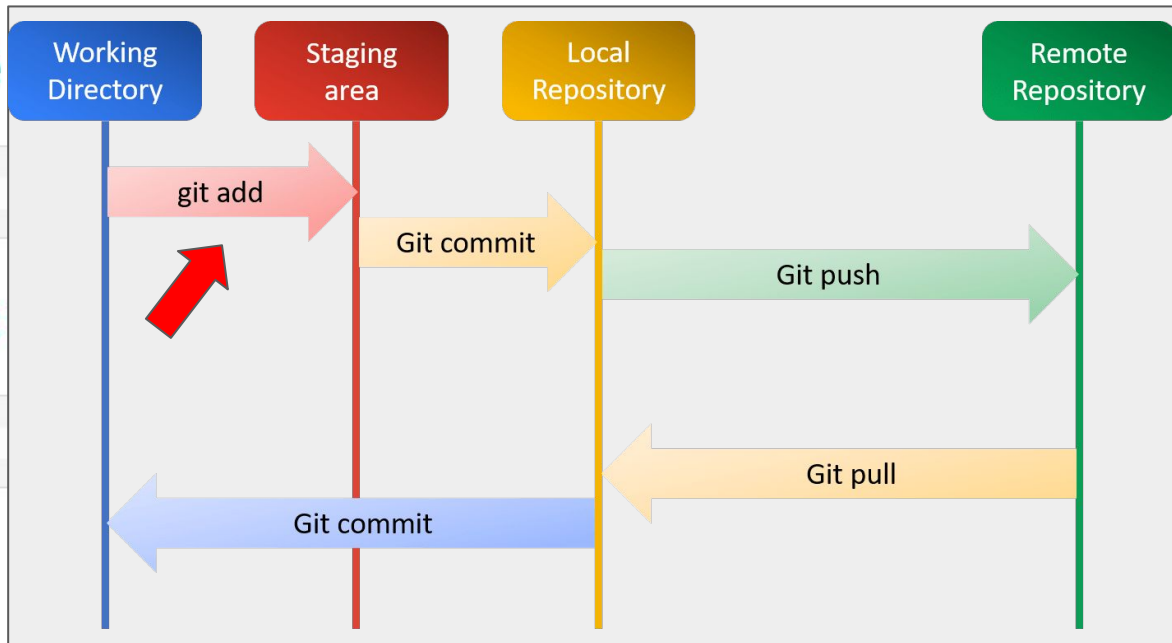 Working
Directory
Staging
area
Local
Repository
Remote
Repository
git add
Git commit
Git push
Git pull
Git commit